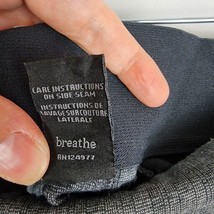 CARE INSTRUCTIONS
ON SIDE SEAM
INSTRUCTIONS DE
LAVAGE SUR COUTURE
LATERALE
breathe
RN124977